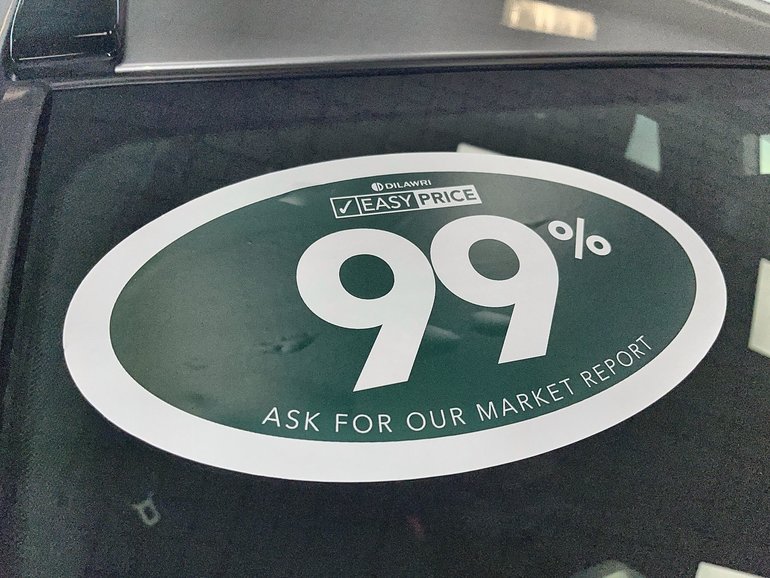 DILAWRI
EASY PRICE
99%
ASK FOR OUR MARKET REPORT